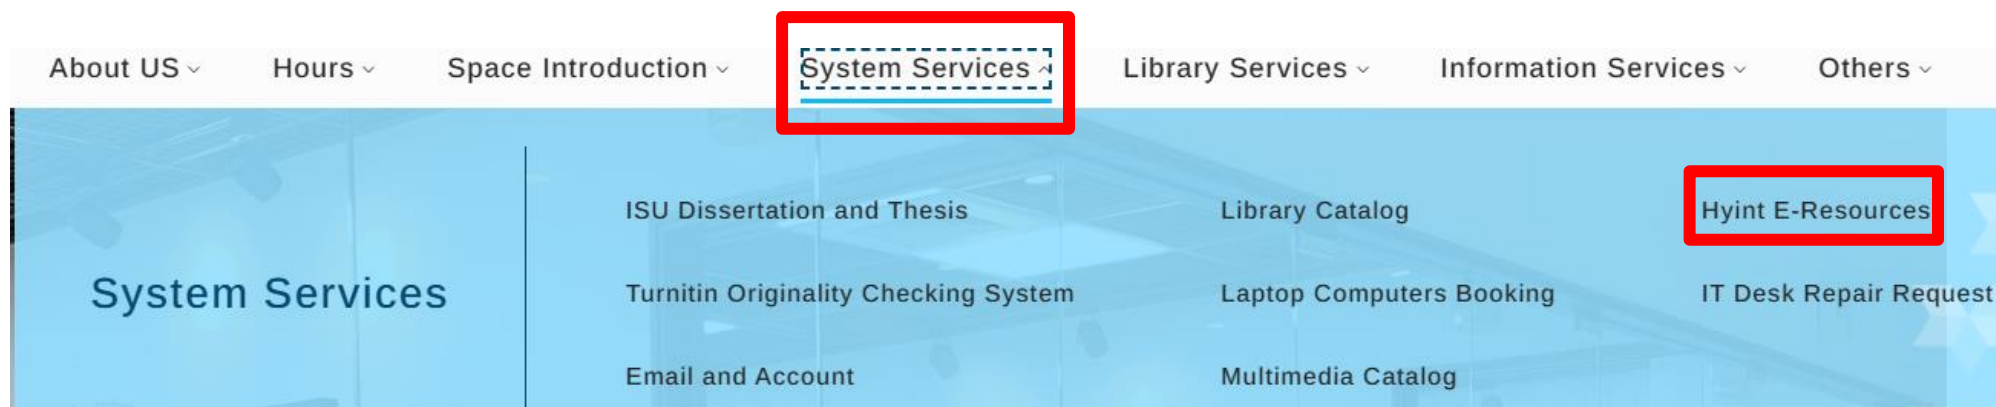 About US Hours Space Introduction System Services Library Services Information Services Others
ISU Dissertation and Thesis Library Catalog Hyint E-Resources
System Services
Turnitin Originality Checking System Laptop Computers Booking IT Desk Repair Request
Email and Account Multimedia Catalog